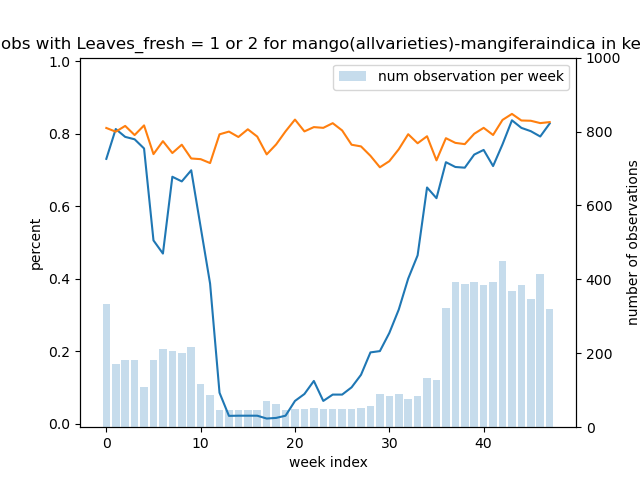 obs with Leaves_fresh = 1 or 2 for mango(allvarieties)-mangiferaindica in ke
num observation per week
percent
1.0
0.8
0.6
0.4
0.2
0.0
1000
800
600
400
200
0
number of observations
0 10 20 30 40
week index